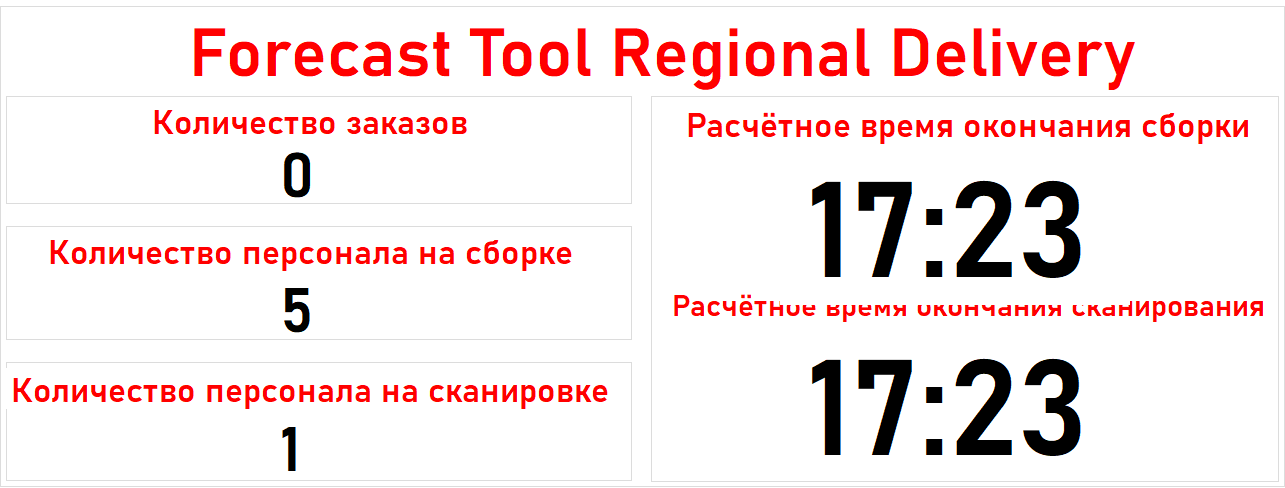 Forecast Tool Regional Delivery
Количество заказов
0
Количество персонала на сборке
5
Количество персонала на сканировке
1
Расчётное время окончания сборки
17:23
Расчётное время окончания сканирования
17:23